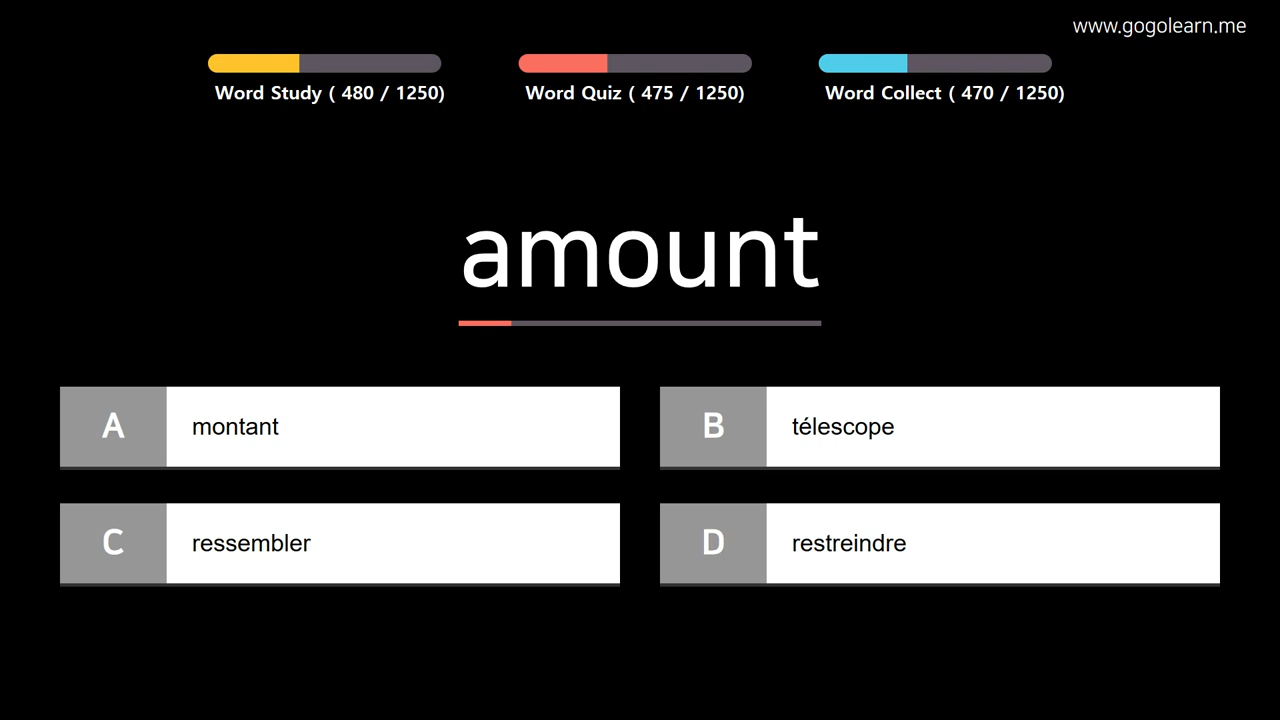 www.gogolearn.me
Word Study ( 480 / 1250)
Word Quiz ( 475 / 1250)
Word Collect ( 470 / 1250)
amount
A montant
B télescope
C ressembler
D restreindre